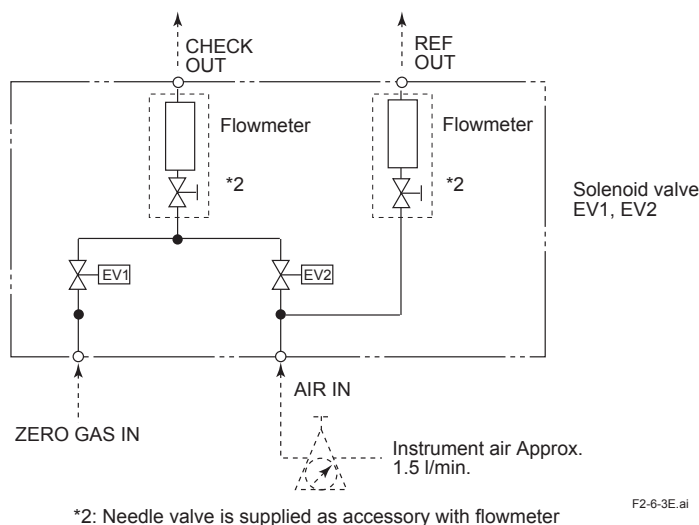 CHECK
OUT
REF
OUT
Flowmeter
Flowmeter
*2
*2
Solenoid valve
EV1, EV2
EV1
EV2
AIR IN
ZERO GAS IN
Instrument air Approx.
1.5 l/min.
*2: Needle valve is supplied as accessory with flowmeter
F2-6-3E.ai